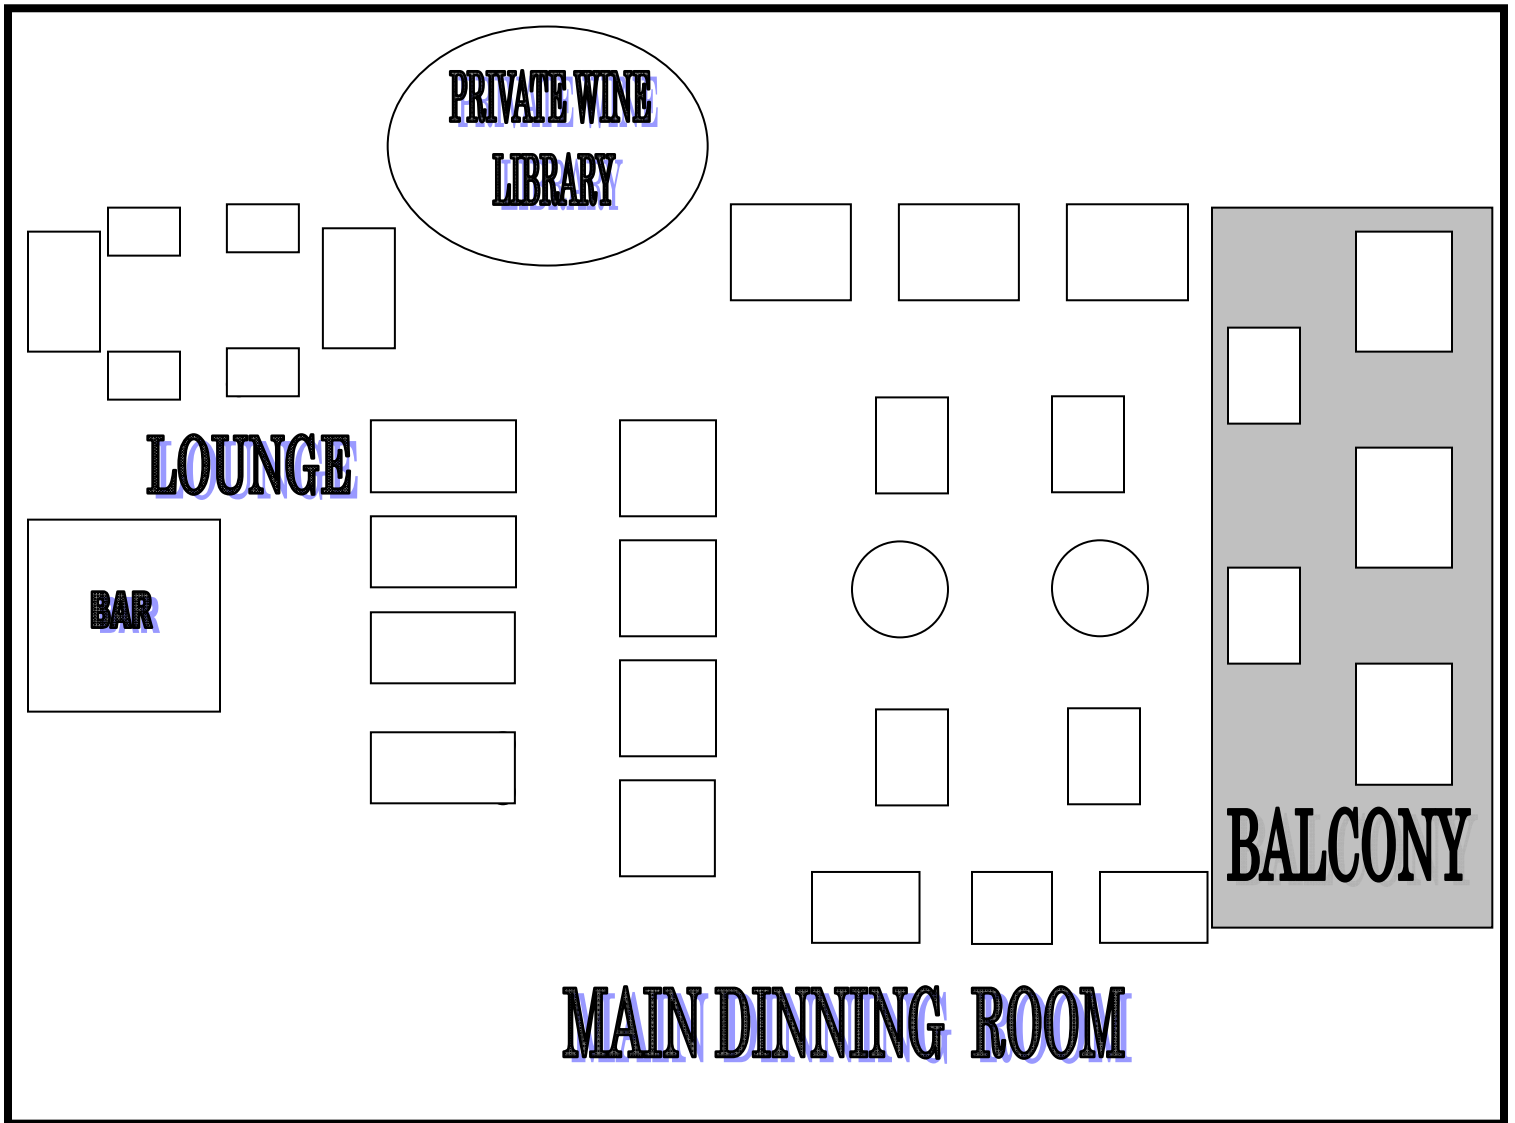 PRIVATE WINE
LIBRARY
LOUNGE
BAR
BALCONY
MAIN DINNING ROOM